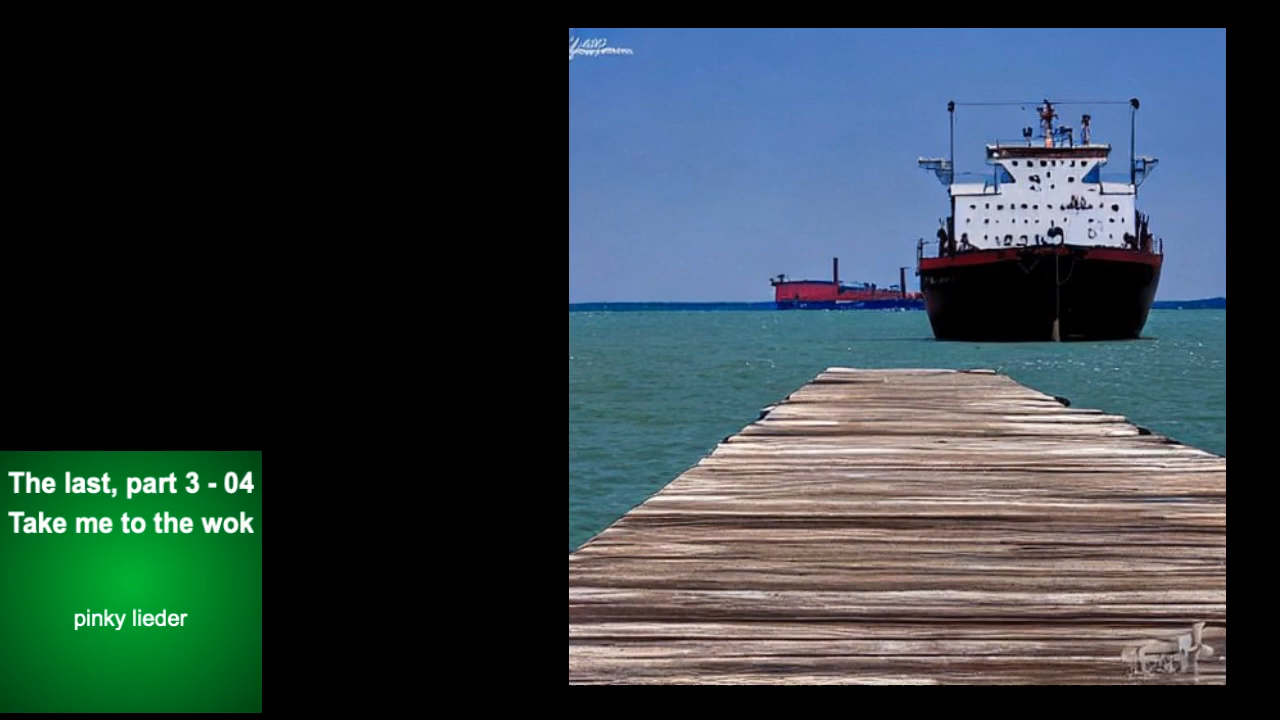 The last, part 3 - 04
Take me to the wok
pinky lieder